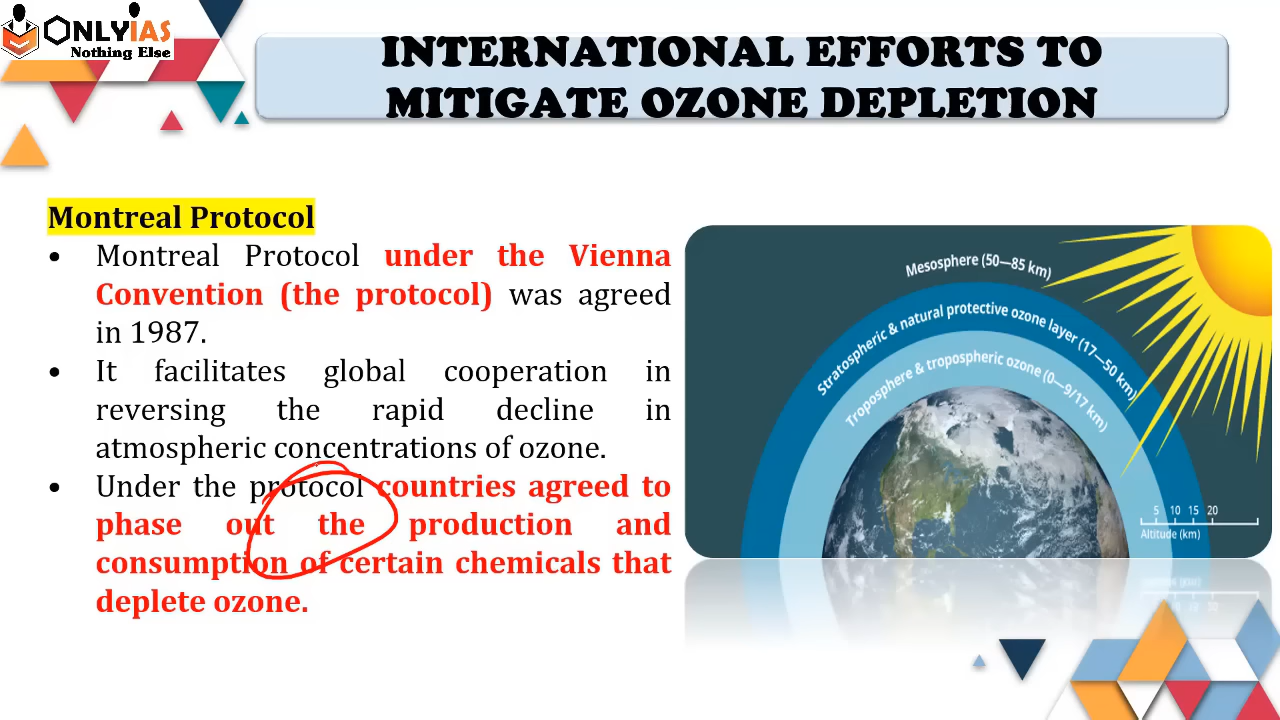 ONLYIAS
Nothing Else
INTERNATIONAL EFFORTS TO
MITIGATE OZONE DEPLETION
Montreal Protocol
• Montreal Protocol under the Vienna
Convention (the protocol) was agreed
in 1987.
• It facilitates global cooperation in
reversing the rapid decline in
atmospheric concentrations of ozone.
• Under the protocol countries agreed to
phase out the production and
consumption of certain chemicals that
deplete ozone.
Mesosphere (50—85 km)
Stratospheric & natural protective ozone layer (17—50 km)
Troposphere & tropospheric ozone (0—9/17 km)
5 10 15 20
Altitude (km)